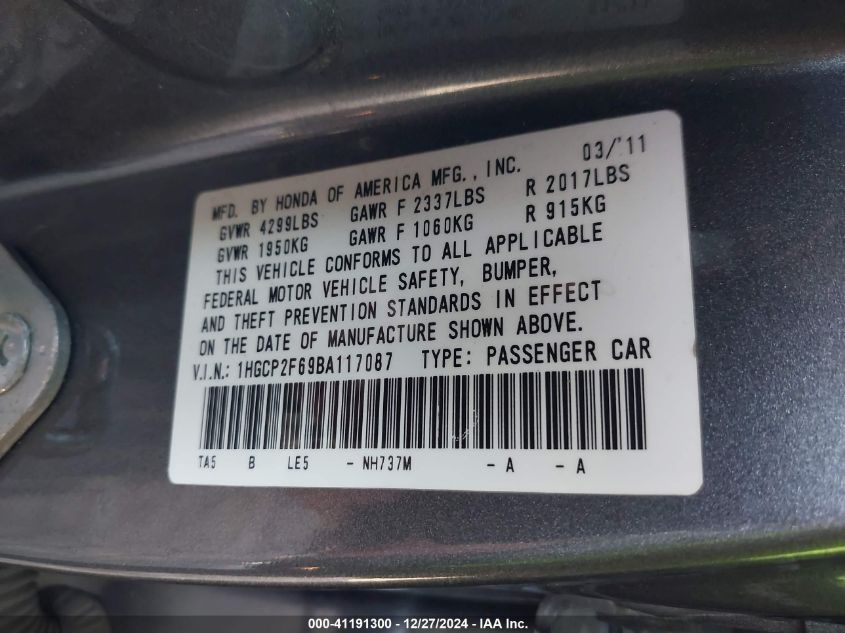 MFD. BY HONDA OF AMERICA MFG., INC. 03/'11
GVWR 4299LBS GAWR F 2337LBS R 2017LBS
GVWR 1950KG GAWR F 1060KG R 915KG
THIS VEHICLE CONFORMS TO ALL APPLICABLE
FEDERAL MOTOR VEHICLE SAFETY, BUMPER,
AND THEFT PREVENTION STANDARDS IN EFFECT
ON THE DATE OF MANUFACTURE SHOWN ABOVE.
V.I.N.: 1HGCP2F69BA117087 TYPE: PASSENGER CAR
TA5 B LE5 - NH737M - A - A
000-41191300 - 12/27/2024 - IAA, Inc.